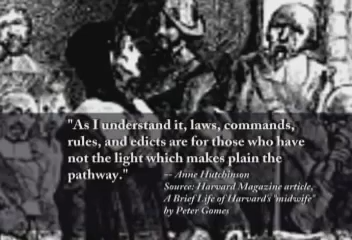 "As I understand it, laws, commands,
rules, and edicts are for those who have
not the light which makes plain the
pathway."
-- Anne Hutchinson
Source: Harvard Magazine article,
A Brief Life of Harvard's 'midwife'
by Peter Gomes